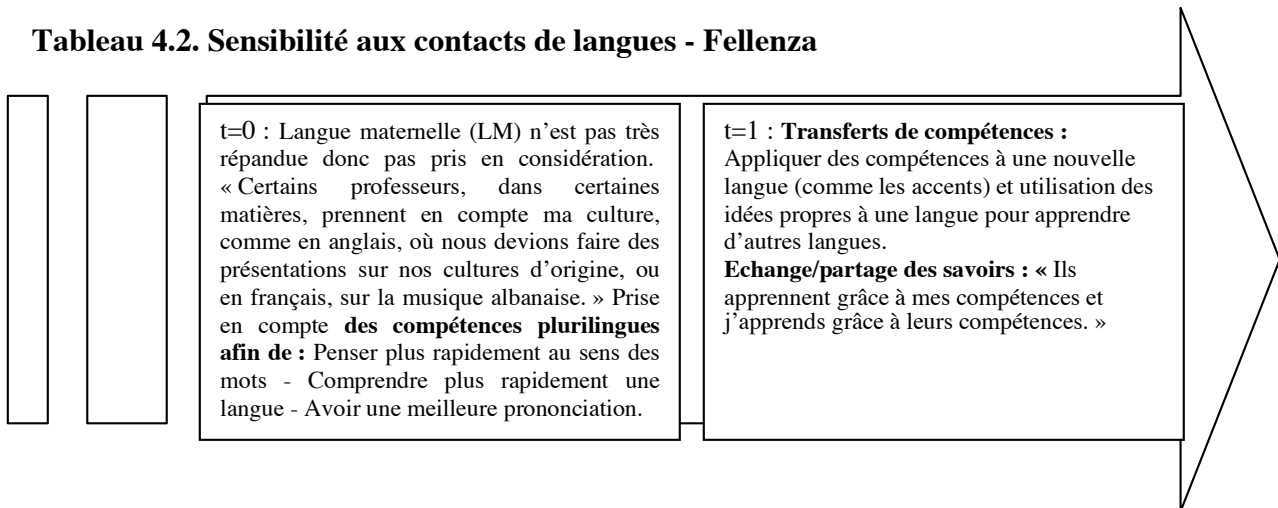 Tableau 4.2. Sensibilité aux contacts de langues - Fellenza
t=0 : Langue maternelle (LM) n’est pas très
répandue donc pas pris en considération.
« Certains professeurs, dans certaines
matières, prennent en compte ma culture,
comme en anglais, où nous devions faire des
présentations sur nos cultures d’origine, ou
en français, sur la musique albanaise. » Prise
en compte des compétences plurilingues
afin de : Penser plus rapidement au sens des
mots - Comprendre plus rapidement une
langue - Avoir une meilleure prononciation.
t=1 : Transferts de compétences :
Appliquer des compétences à une nouvelle
langue (comme les accents) et utilisation des
idées propres à une langue pour apprendre
d’autres langues.
Echange/partage des savoirs : « Ils
apprennent grâce à mes compétences et
j’apprends grâce à leurs compétences. »